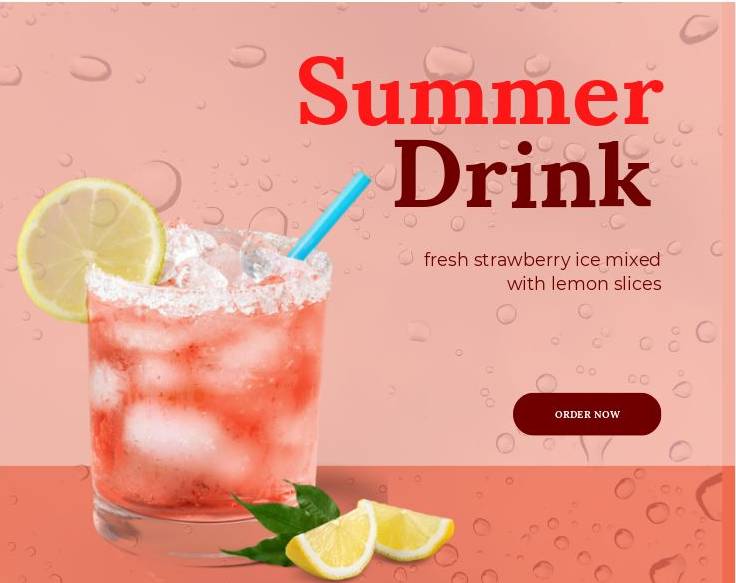 Summer
Drink
fresh strawberry ice mixed
with lemon slices
ORDER NOW